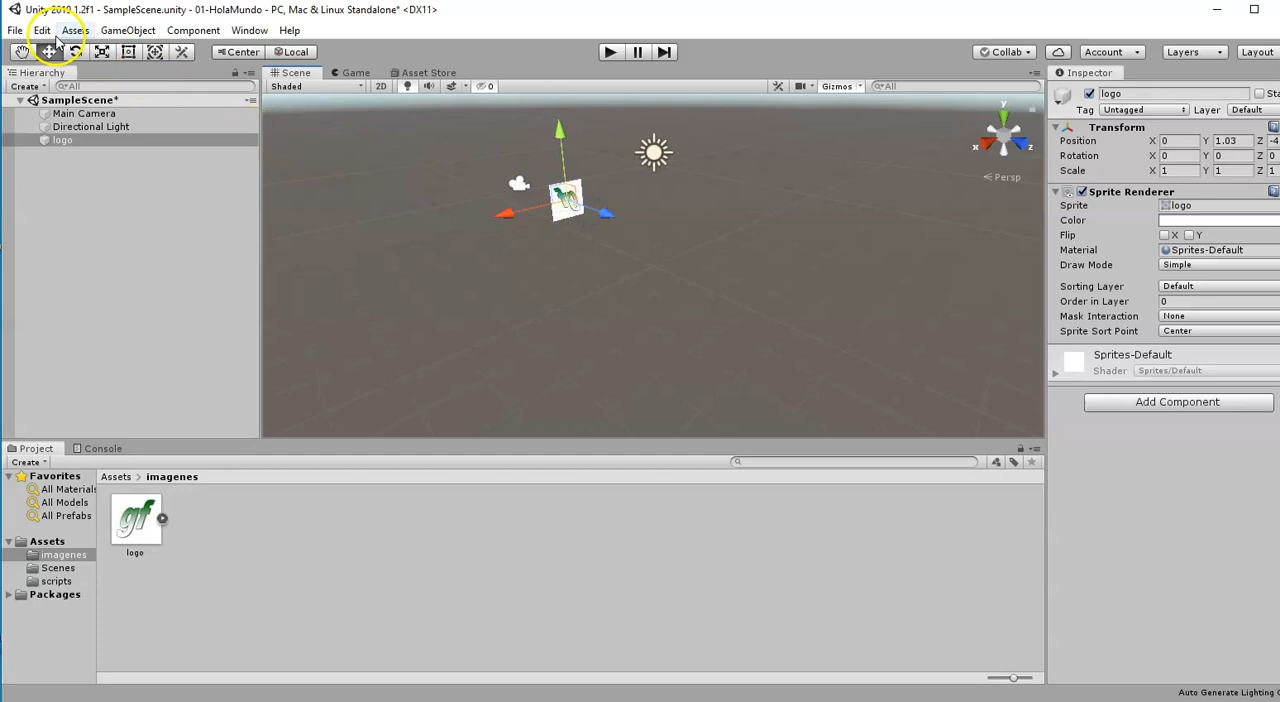 Unity 2019.1.2f1 - SampleScene.unity - 01-HolaMundo - PC, Mac & Linux Standalone* <DX11>
File Edit Assets GameObject Component Window Help
Center Local Collab Account Layers Layout
Hierarchy Scene Game Asset Store Inspector
Create All Shaded 2D 0 Gizmos All logo Sta
SampleScene* Tag Untagged Layer Default
Main Camera
Directional Light
logo
y
x z
Persp
Transform
Position X 0 Y 1.03 Z -4
Rotation X 0 Y 0 Z 0
Scale X 1 Y 1 Z 1
Sprite Renderer
Sprite logo
Color
Flip X Y
Material Sprites-Default
Draw Mode Simple
Sorting Layer Default
Order in Layer 0
Mask Interaction None
Sprite Sort Point Center
Sprites-Default
Shader Sprites/Default
Add Component
Project Console
Create
Favorites Assets > imagenes
All Materials
All Models
All Prefabs
gf
logo
Assets
imagenes
Scenes
scripts
Packages
Auto Generate Lighting